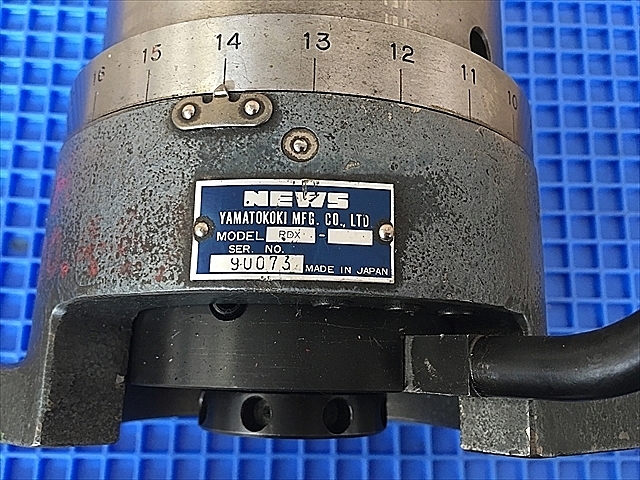 16 15 14 13 12 11 10
NEWS
YAMATOKOKI MFG. CO., LTD
MODEL PDX -
SER. NO.
90073 MADE IN JAPAN